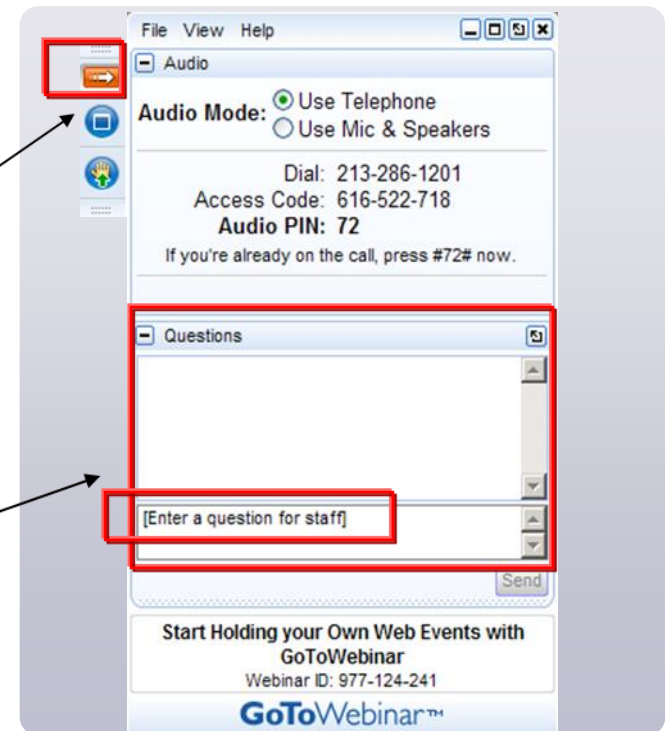 File View Help
Audio
Audio Mode: Use Telephone
Use Mic & Speakers
Dial: 213-286-1201
Access Code: 616-522-718
Audio PIN: 72
If you're already on the call, press #72# now.
Questions
[Enter a question for staff]
Send
Start Holding your Own Web Events with
GoToWebinar
Webinar ID: 977-124-241
GoToWebinar™